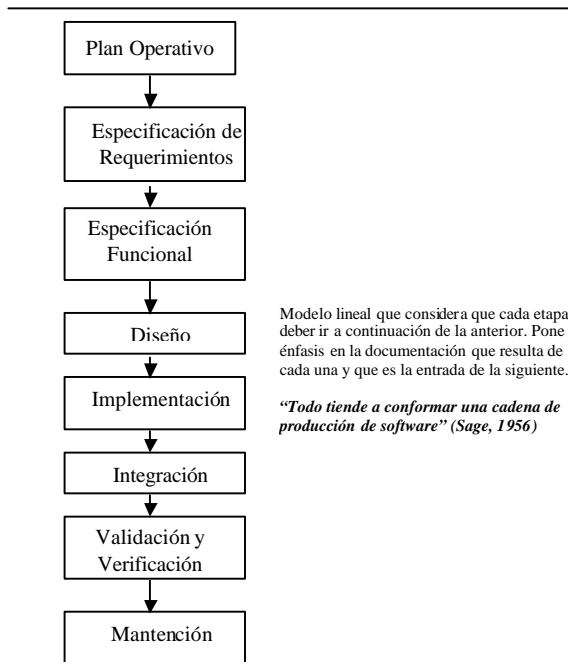 Plan Operativo
Especificación de
Requerimientos
Especificación
Funcional
Diseño
Modelo lineal que considera que cada etapa
deber ir a continuación de la anterior. Pone
énfasis en la documentación que resulta de
cada una y que es la entrada de la siguiente.
Implementación
“Todo tiende a conformar una cadena de
producción de software” (Sage, 1956)
Integración
Validación y
Verificación
Mantención